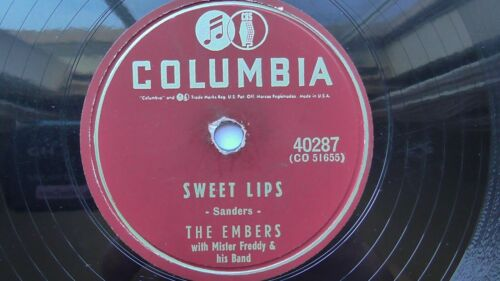 CBS
COLUMBIA
"Columbia" and Trade Marks Reg. U.S. Pat. Off. Marcas Registradas Made in U.S.A.
40287
(CO 51655)
SWEET LIPS
- Sanders -
THE EMBERS
with Mister Freddy &
his Band